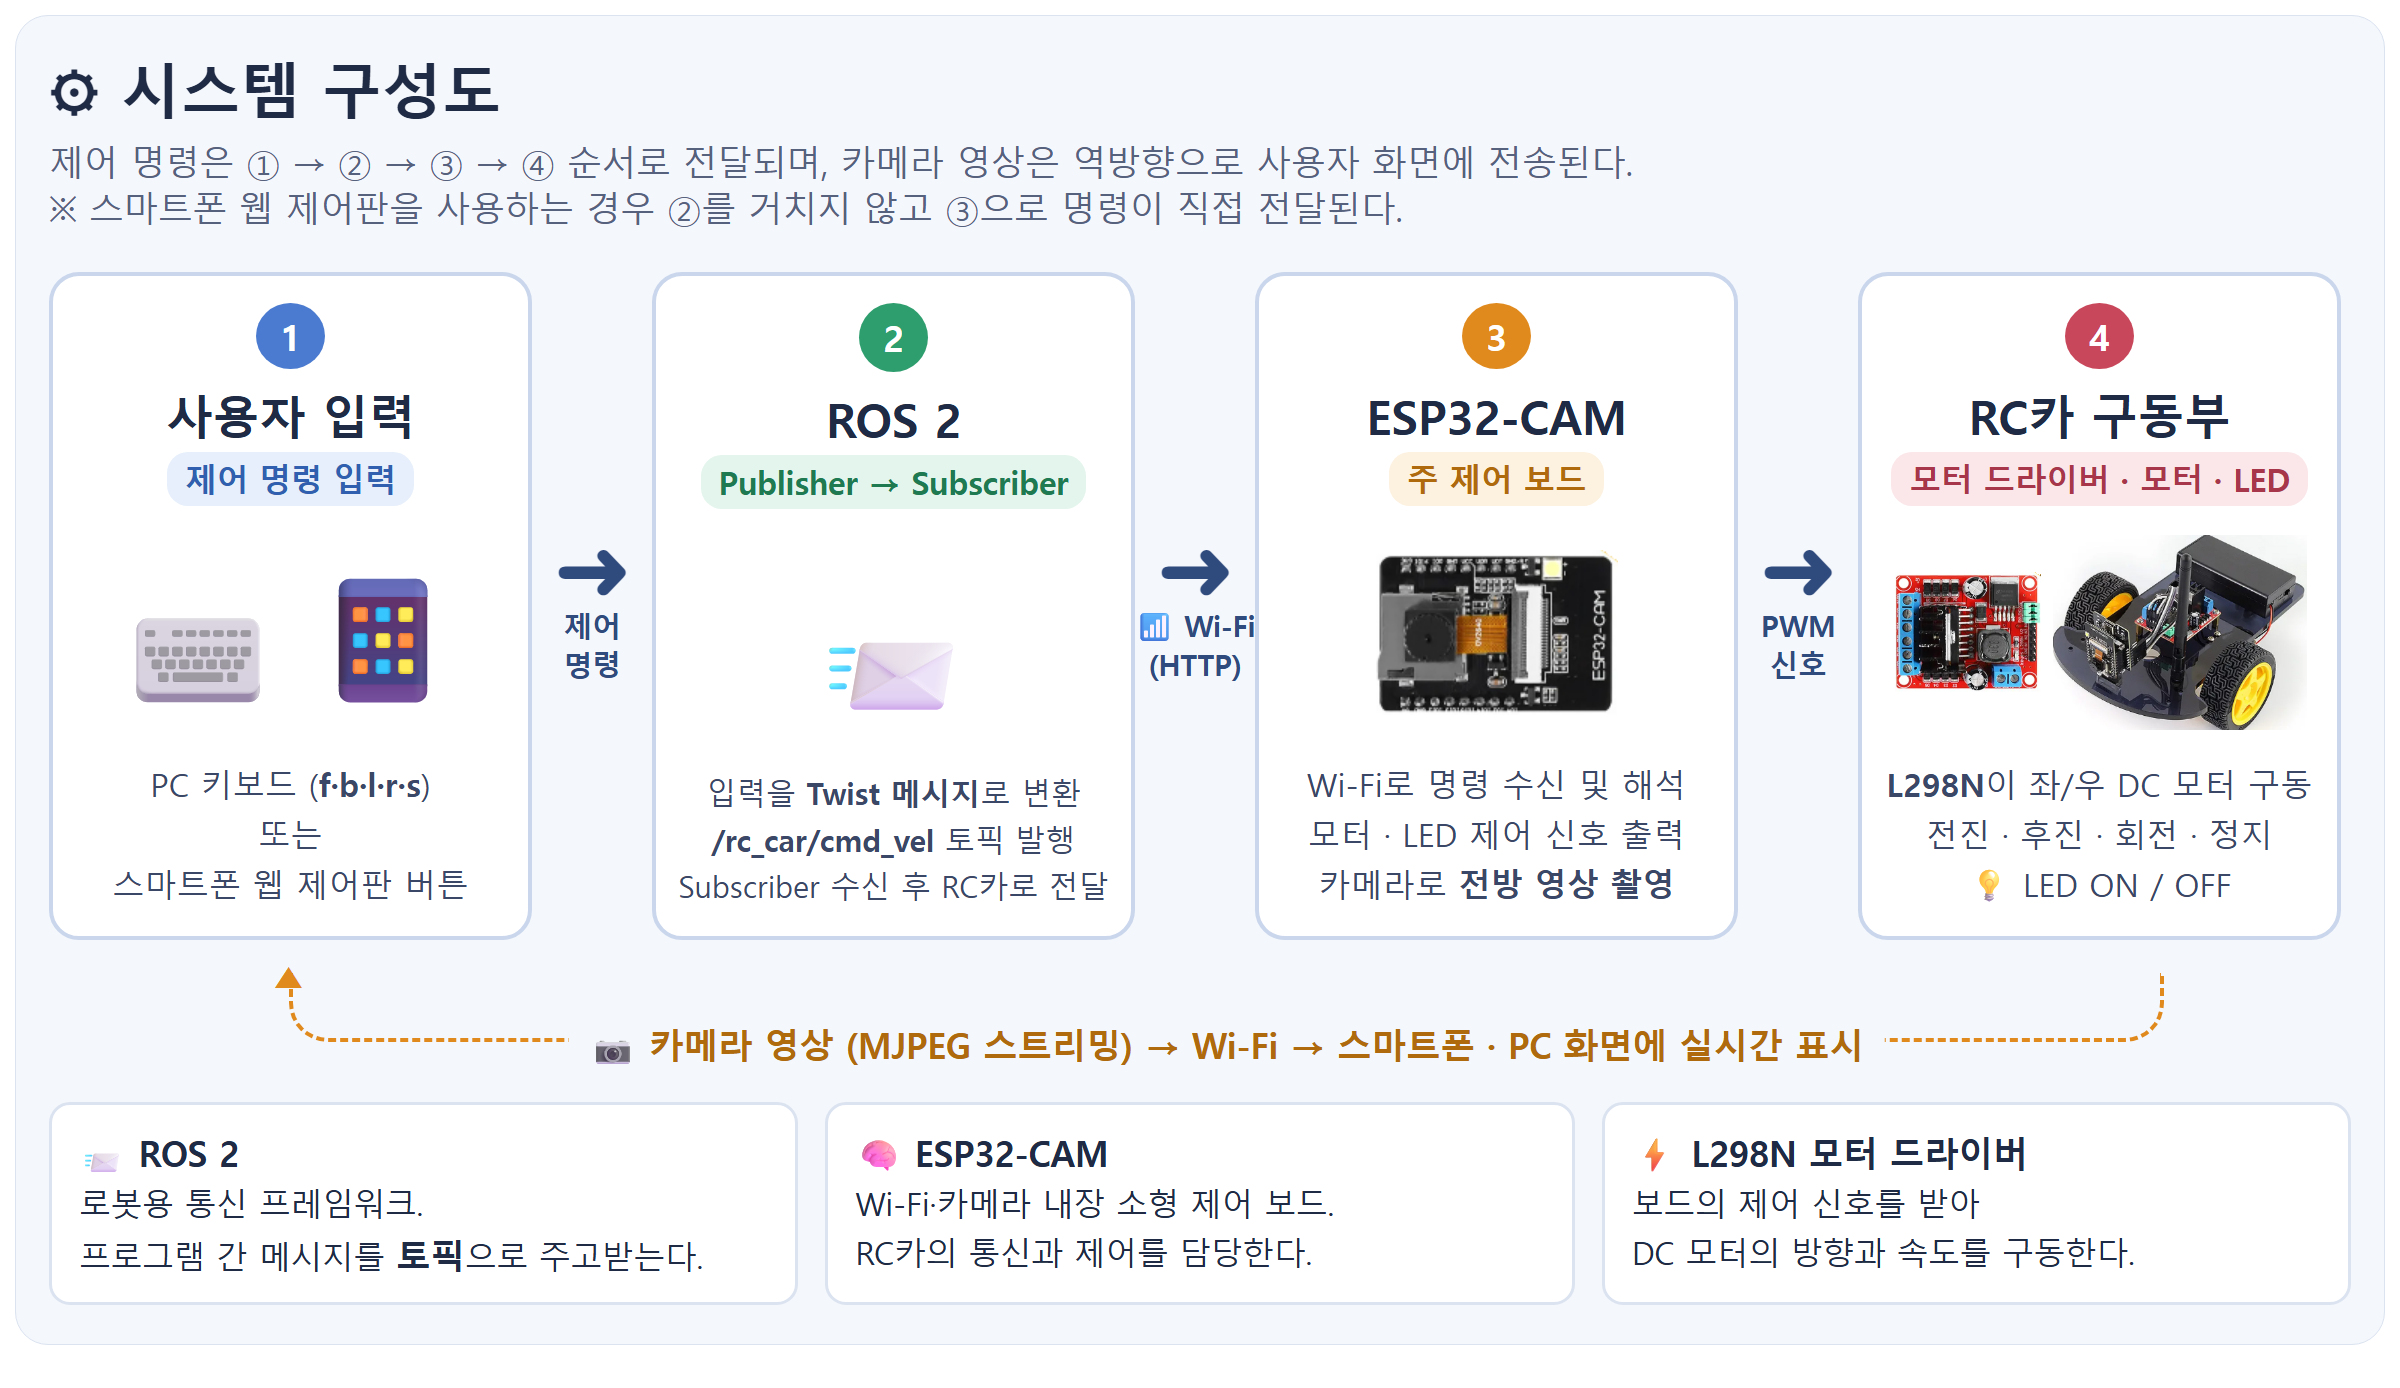 시스템 구성도
제어 명령은 ① → ② → ③ → ④ 순서로 전달되며, 카메라 영상은 역방향으로 사용자 화면에 전송된다.
※ 스마트폰 웹 제어판을 사용하는 경우 ②를 거치지 않고 ③으로 명령이 직접 전달된다.
1
사용자 입력
제어 명령 입력
PC 키보드 (f·b·l·r·s)
또는
스마트폰 웹 제어판 버튼
제어
명령
2
ROS 2
Publisher → Subscriber
입력을 Twist 메시지로 변환
/rc_car/cmd_vel 토픽 발행
Subscriber 수신 후 RC카로 전달
Wi-Fi
(HTTP)
3
ESP32-CAM
주 제어 보드
ESP32-CAM
Wi-Fi로 명령 수신 및 해석
모터 · LED 제어 신호 출력
카메라로 전방 영상 촬영
PWM
신호
4
RC카 구동부
모터 드라이버 · 모터 · LED
L298N이 좌/우 DC 모터 구동
전진 · 후진 · 회전 · 정지
LED ON / OFF
카메라 영상 (MJPEG 스트리밍) → Wi-Fi → 스마트폰 · PC 화면에 실시간 표시
ROS 2
로봇용 통신 프레임워크.
프로그램 간 메시지를 토픽으로 주고받는다.
ESP32-CAM
Wi-Fi·카메라 내장 소형 제어 보드.
RC카의 통신과 제어를 담당한다.
L298N 모터 드라이버
보드의 제어 신호를 받아
DC 모터의 방향과 속도를 구동한다.